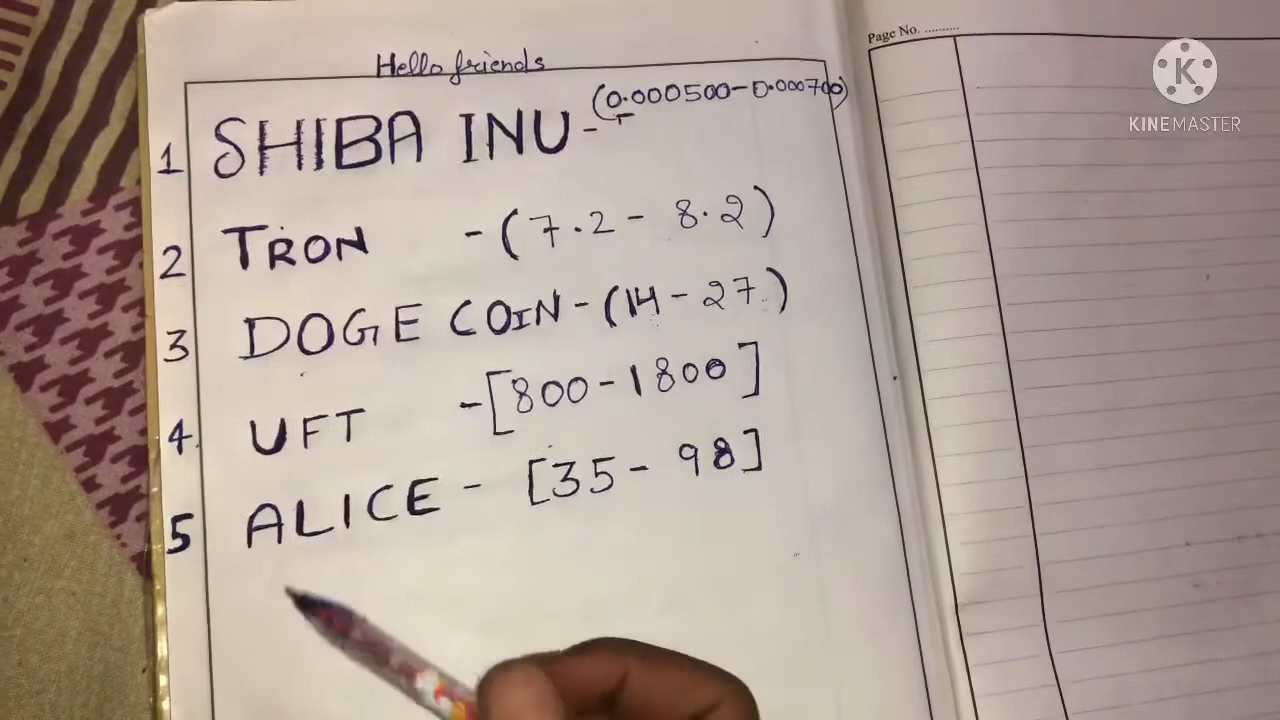 Hello friends
1 SHIBA INU - (0.000500-0.000700)
2 TRON - (7.2 - 8.2)
3 DOGE COIN - (14 - 27)
4. UFT - [800-1800]
5 ALICE - [35 - 98]
Page No. ..........
K
KINEMASTER